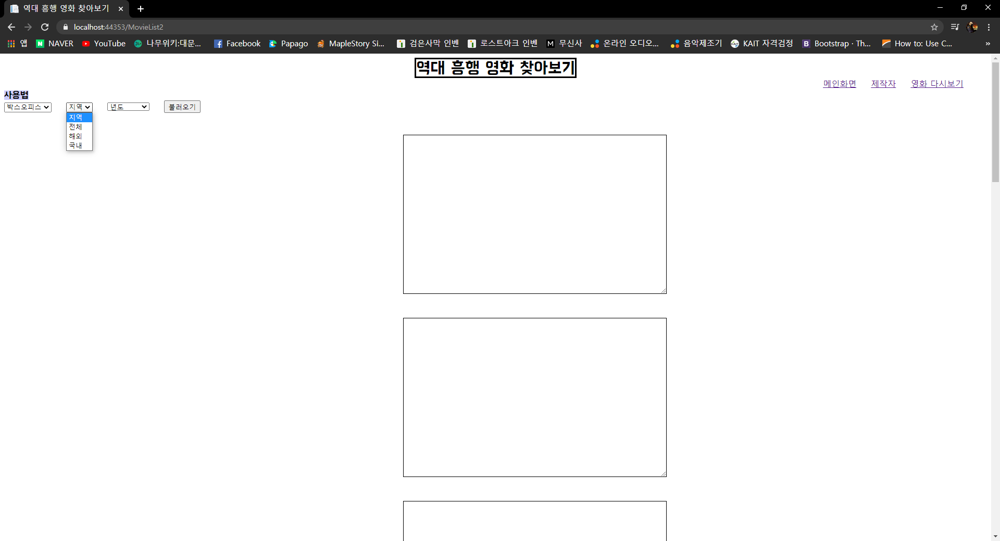 역대 흥행 영화 찾아보기
localhost:44353/MovieList2
앱 NAVER YouTube 나무위키:대문... Facebook Papago MapleStory Si... 검은사막 인벤 로스트아크 인벤 무신사 온라인 오디오... 음악제조기 KAIT 자격검정 Bootstrap · Th... How to: Use C... »
역대 흥행 영화 찾아보기
메인화면 제작자 영화 다시보기
사용법
박스오피스 지역 년도 불러오기
지역
전체
해외
국내